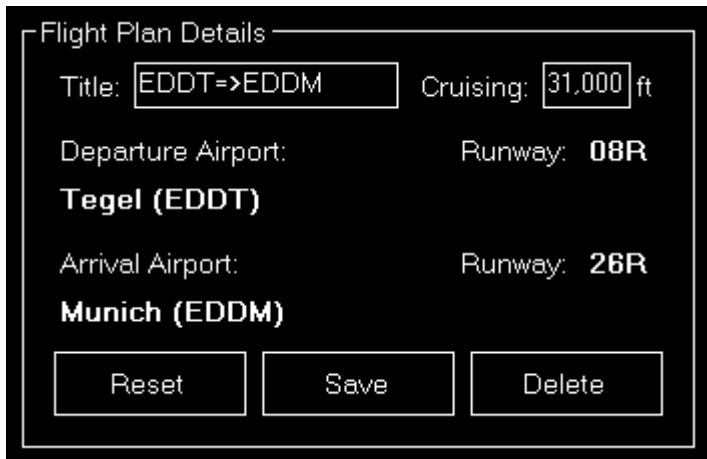 Flight Plan Details
Title: EDDT=>EDDM Cruising: 31,000 ft
Departure Airport: Runway: 08R
Tegel (EDDT)
Arrival Airport: Runway: 26R
Munich (EDDM)
Reset Save Delete